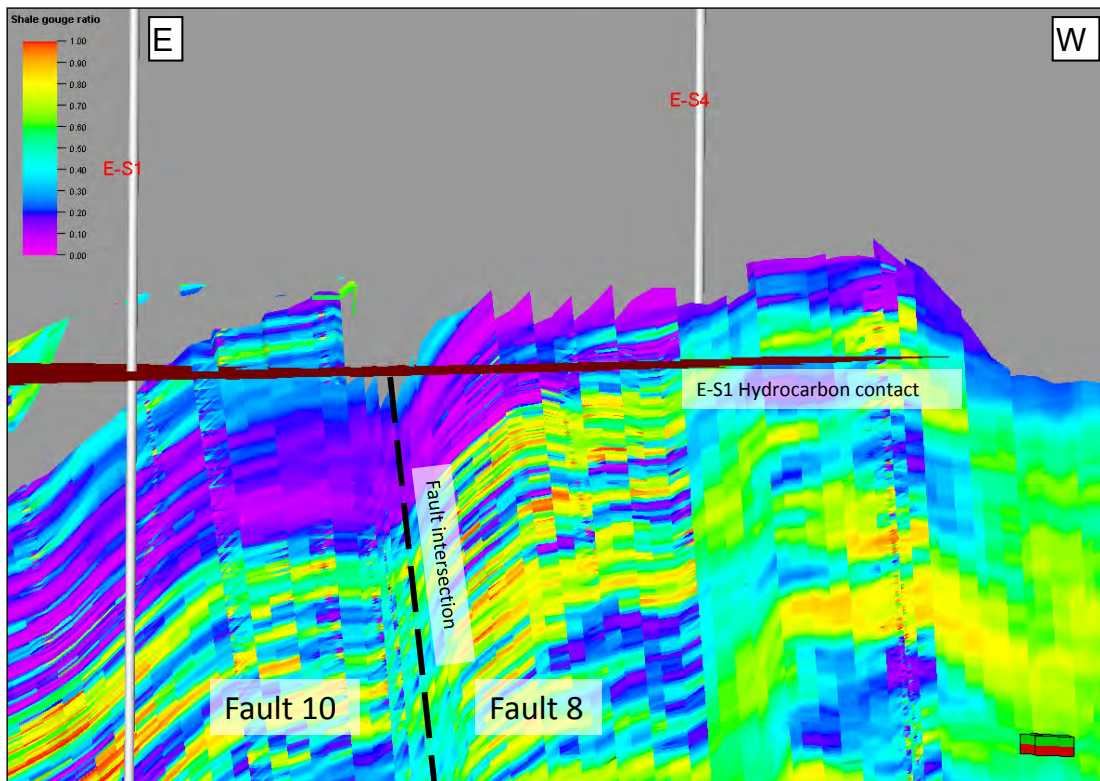 Shale gouge ratio
E
W
1.00
0.90
0.80
0.70
0.60
0.50
0.40
0.30
0.20
0.10
0.00
E-S4
E-S1
E-S1 Hydrocarbon contact
Fault intersection
Fault 10
Fault 8